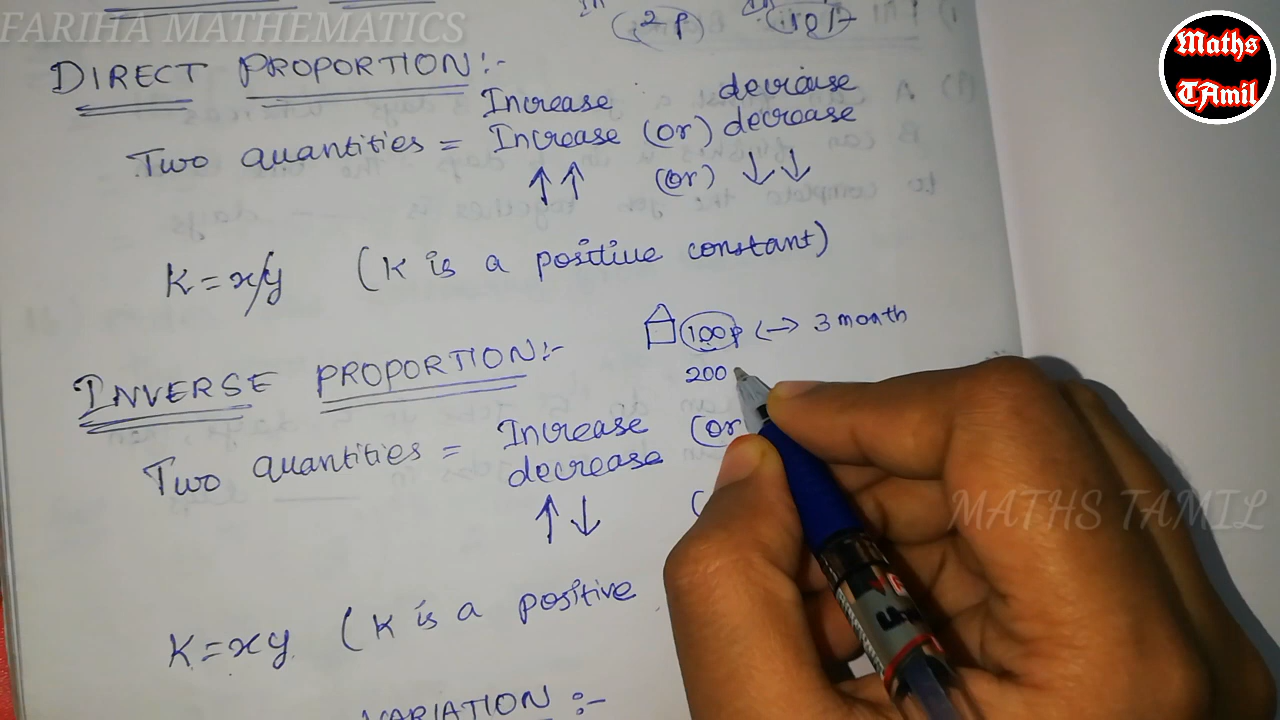 FARIHA MATHEMATICS
Maths
TAmil
DIRECT PROPORTION:-
Increase decrause
Two quantities = Increase (or) decrease
↑↑ (or) ↓↓
K = x/y (K is a positive constant)
100p <-> 3 month
200
INVERSE PROPORTION:-
Two quantities = Increase (or
decrease
↑↓ (
MATHS TAMIL
K = xy (K is a positive
VARIATION :-